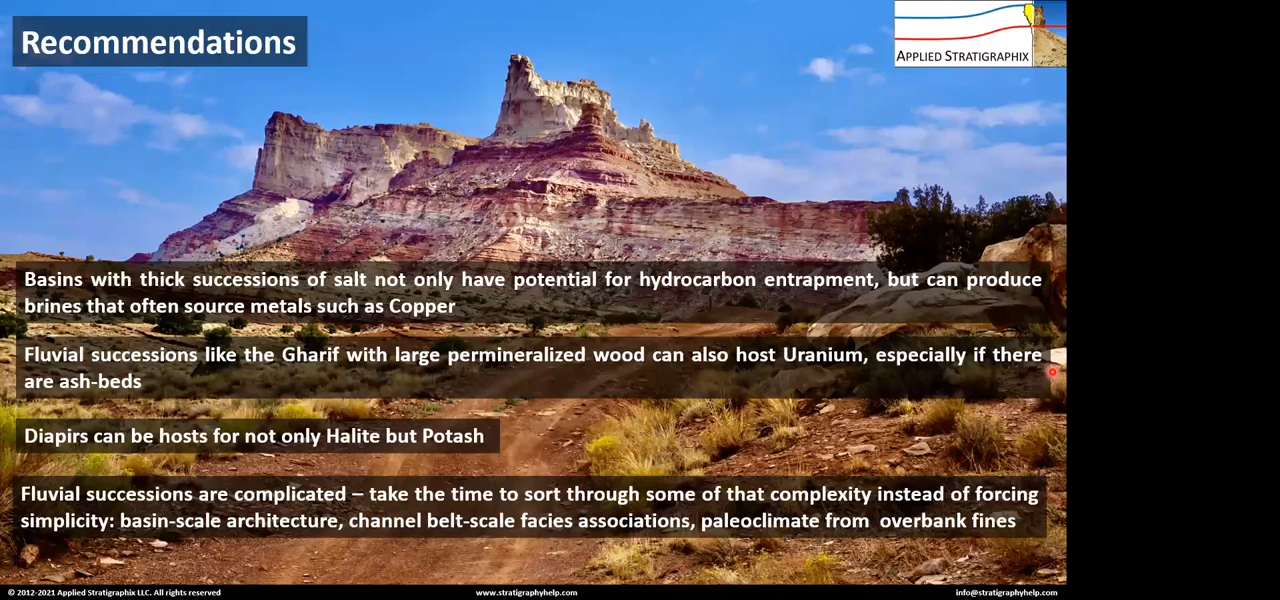 Recommendations
APPLIED STRATIGRAPHIX
Basins with thick successions of salt not only have potential for hydrocarbon entrapment, but can produce
brines that often source metals such as Copper
Fluvial successions like the Gharif with large permineralized wood can also host Uranium, especially if there
are ash-beds
Diapirs can be hosts for not only Halite but Potash
Fluvial successions are complicated – take the time to sort through some of that complexity instead of forcing
simplicity: basin-scale architecture, channel belt-scale facies associations, paleoclimate from overbank fines
© 2012-2021 Applied Stratigraphix LLC. All rights reserved
www.stratigraphyhelp.com
info@stratigraphyhelp.com